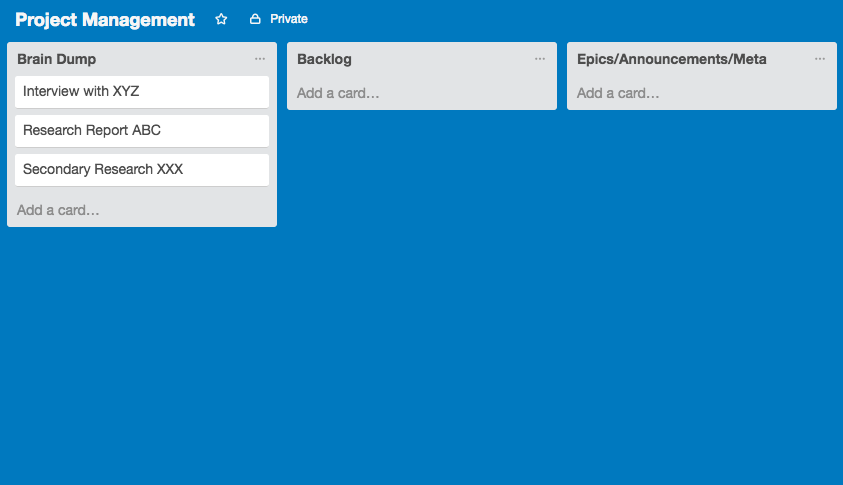 Project Management Private
Brain Dump
Interview with XYZ
Research Report ABC
Secondary Research XXX
Add a card…
Backlog
Add a card…
Epics/Announcements/Meta
Add a card…